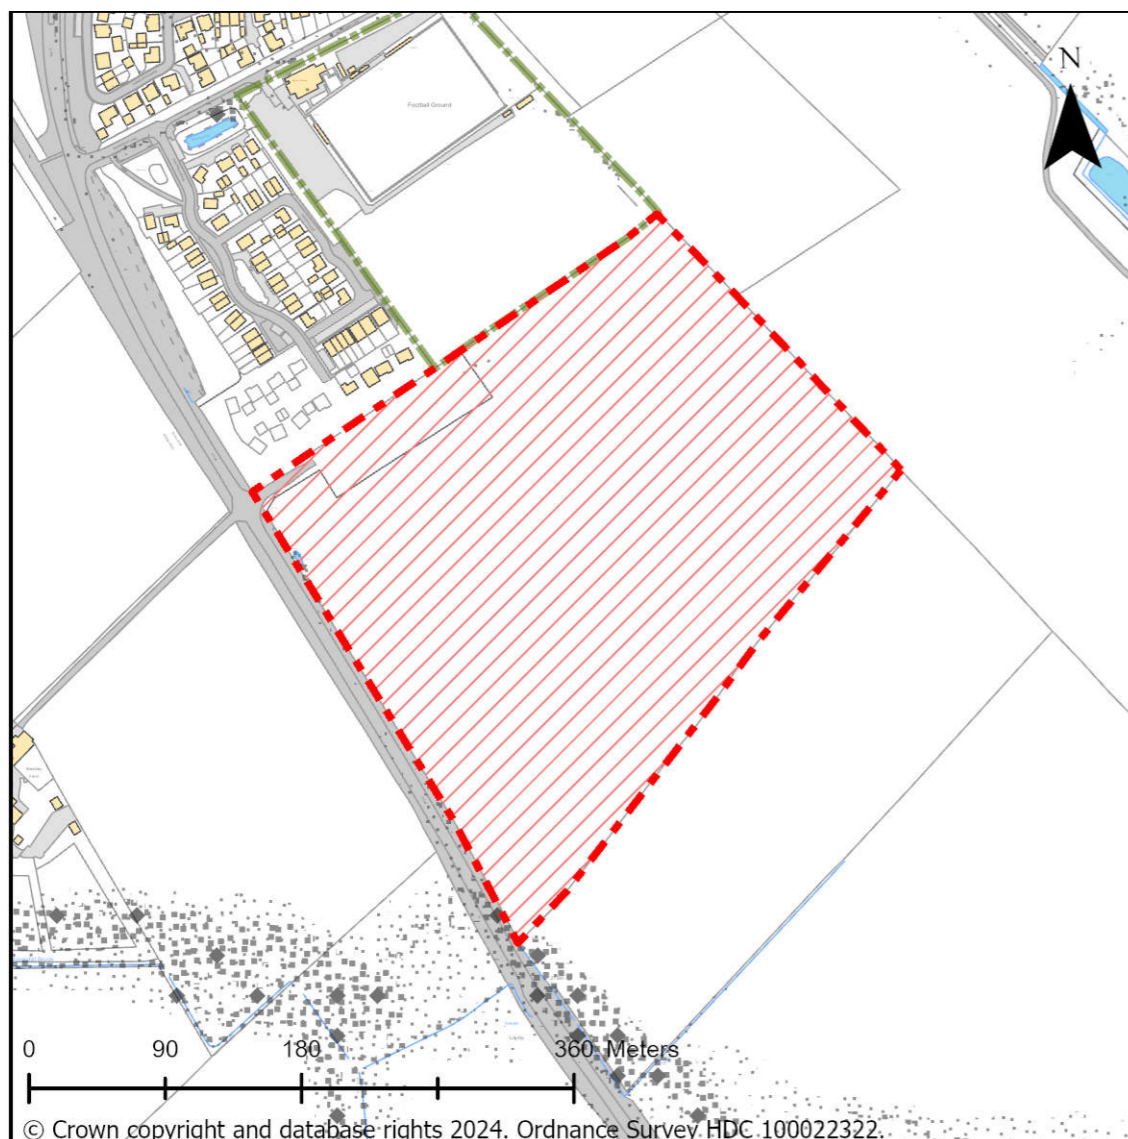 Football Ground
N
0 90 180 360 Meters
© Crown copyright and database rights 2024. Ordnance Survey HDC 100022322.